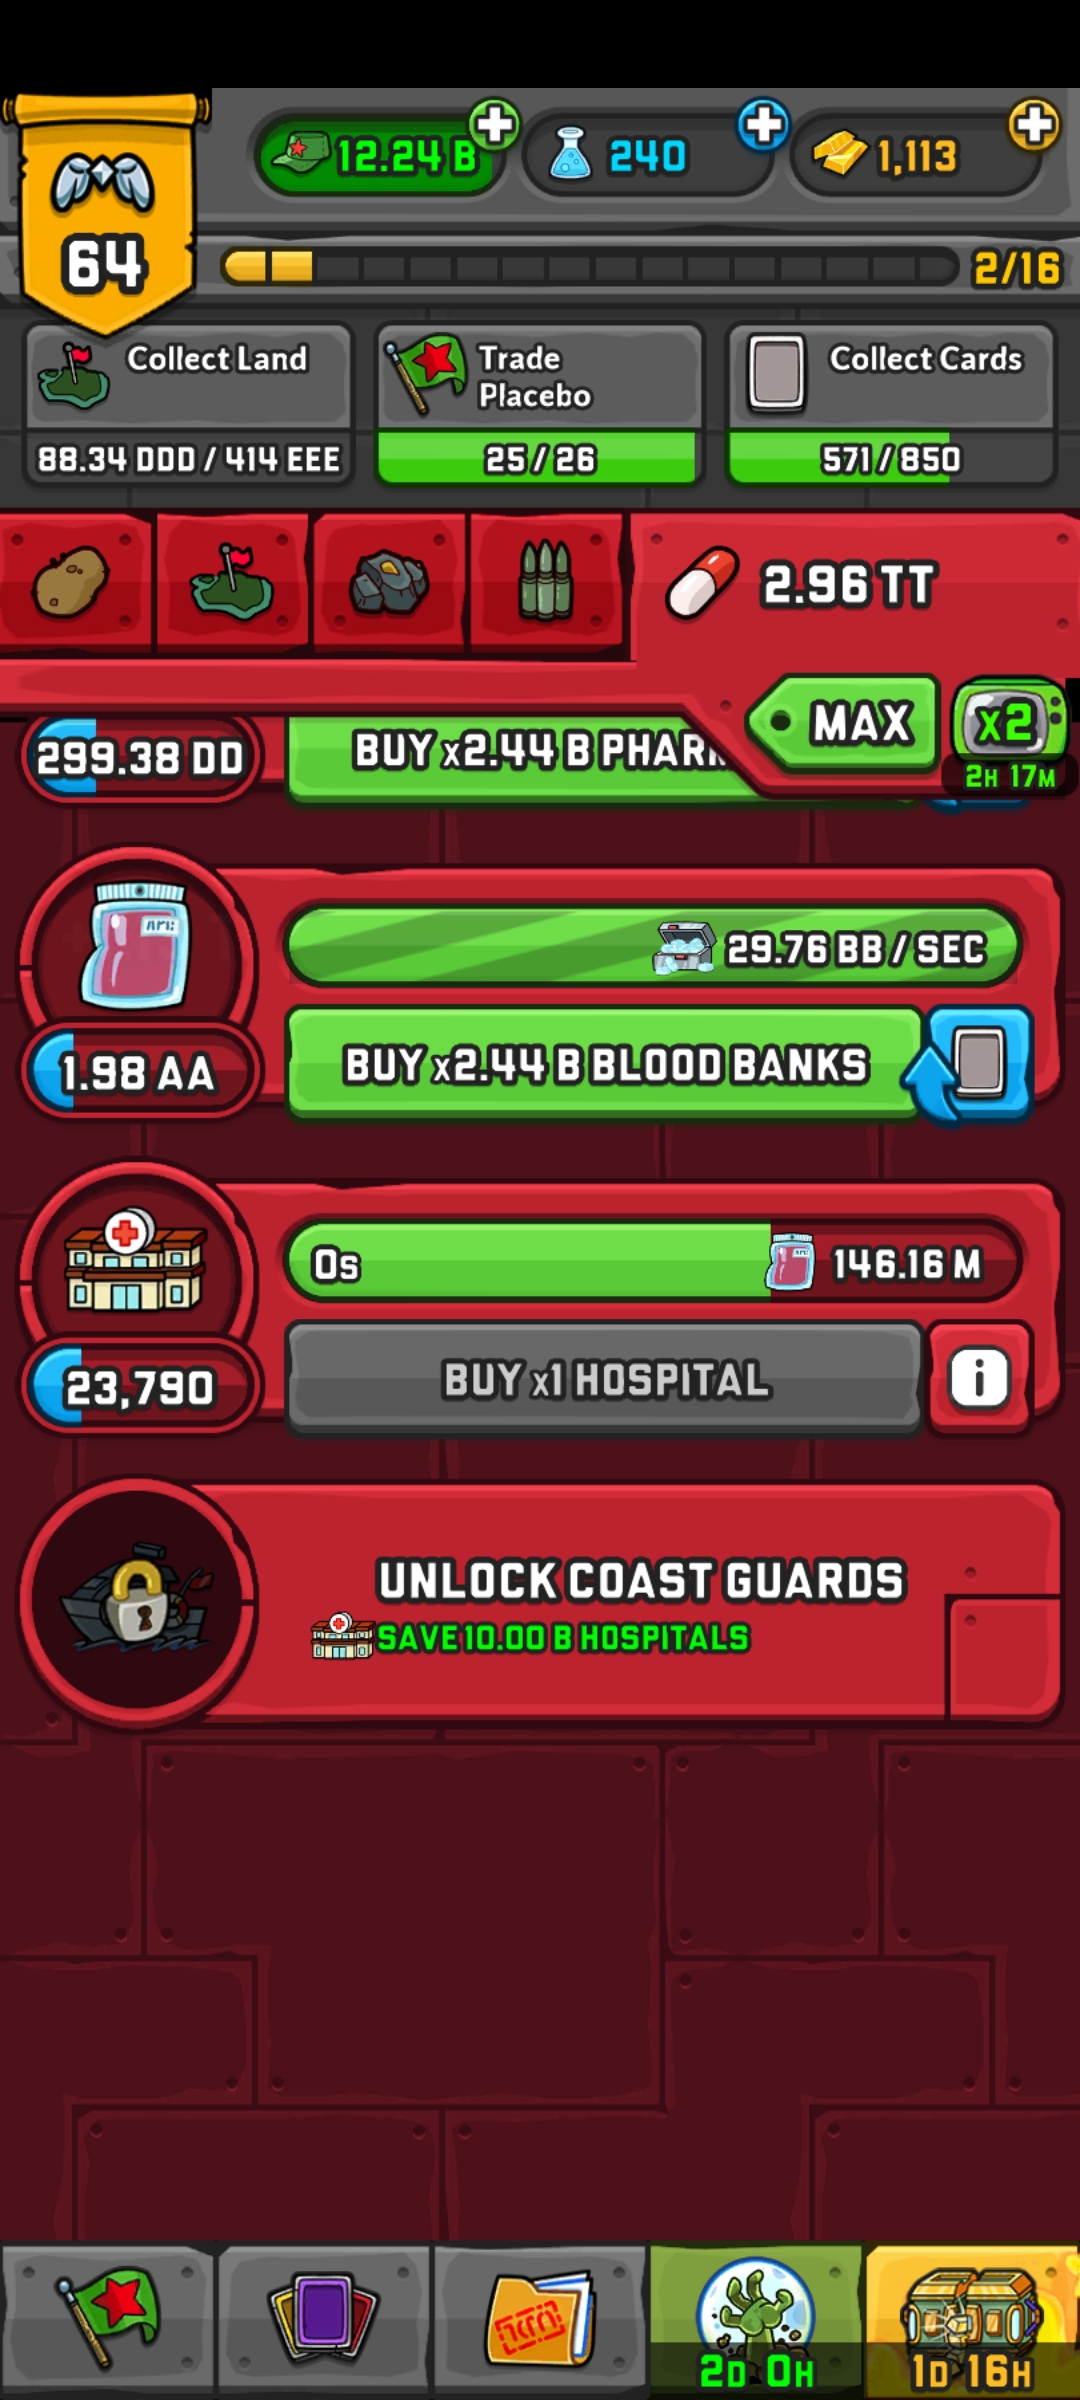 12.24 B
240
1,113
64
2/16
Collect Land
88.34 DDD / 414 EEE
Trade
Placebo
25 / 26
Collect Cards
571 / 850
2.96 TT
MAX
x2
2H 17M
299.38 DD
BUY x2.44 B
29.76 BB / SEC
1.98 AA
BUY x2.44 B BLOOD BANKS
0s
146.16 M
23,790
BUY x1 HOSPITAL
i
UNLOCK COAST GUARDS
SAVE 10.00 B HOSPITALS
2D 0H
1D 16H